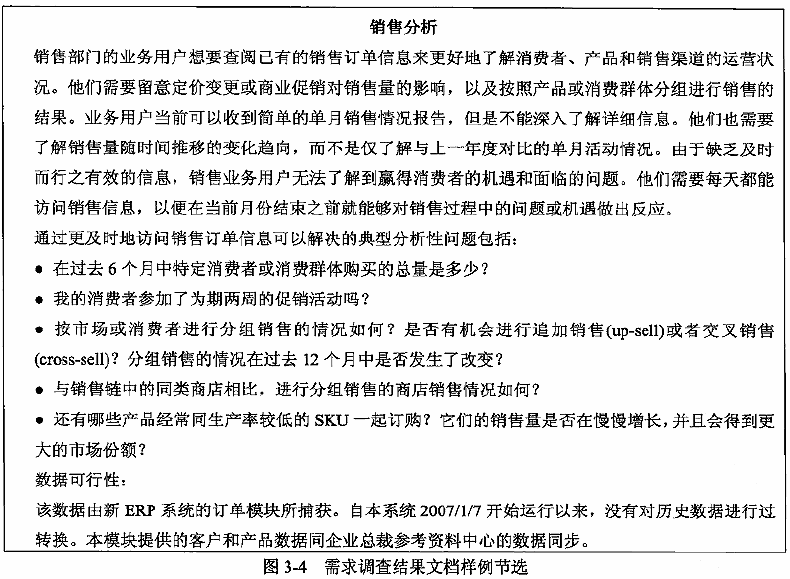 销售分析
销售部门的业务用户想要查阅已有的销售订单信息来更好地了解消费者、产品和销售渠道的运营状
况。他们需要留意定价变更或商业促销对销售量的影响，以及按照产品或消费群体分组进行销售的
结果。业务用户当前可以收到简单的单月销售情况报告，但是不能深入了解详细信息。他们也需要
了解销售量随时间推移的变化趋向，而不是仅了解与上一年度对比的单月活动情况。由于缺乏及时
而行之有效的信息，销售业务用户无法了解到赢得消费者的机遇和面临的问题。他们需要每天都能
访问销售信息，以便在当前月份结束之前就能够对销售过程中的问题或机遇做出反应。
通过更及时地访问销售订单信息可以解决的典型分析性问题包括：
● 在过去 6 个月中特定消费者或消费群体购买的总量是多少？
● 我的消费者参加了为期两周的促销活动吗？
● 按市场或消费者进行分组销售的情况如何？是否有机会进行追加销售(up-sell)或者交叉销售
(cross-sell)？分组销售的情况在过去 12 个月中是否发生了改变？
● 与销售链中的同类商店相比，进行分组销售的商店销售情况如何？
● 还有哪些产品经常同生产率较低的 SKU 一起订购？它们的销售量是否在慢慢增长，并且会得到更
大的市场份额？
数据可行性：
该数据由新 ERP 系统的订单模块所捕获。自本系统 2007/1/7 开始运行以来，没有对历史数据进行过
转换。本模块提供的客户和产品数据同企业总裁参考资料中心的数据同步。
图 3-4 需求调查结果文档样例节选